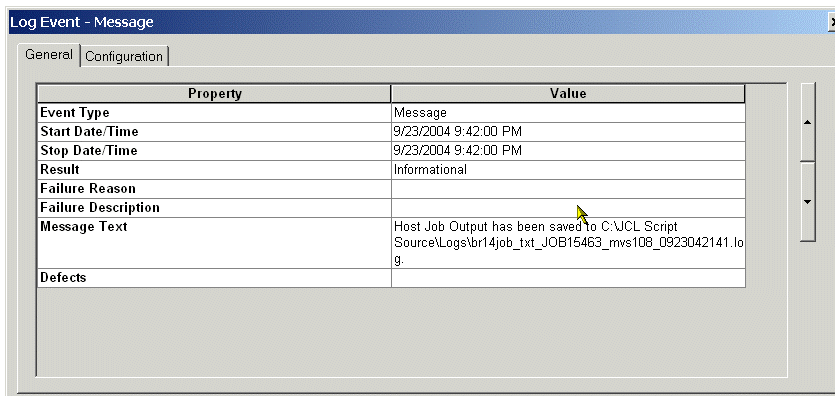 Log Event - Message
General Configuration
Property Value
Event Type Message
Start Date/Time 9/23/2004 9:42:00 PM
Stop Date/Time 9/23/2004 9:42:00 PM
Result Informational
Failure Reason
Failure Description
Message Text Host Job Output has been saved to C:\JCL Script
Source\Logs\br14job_txt_JOB15463_mvs108_0923042141.lo
g.
Defects